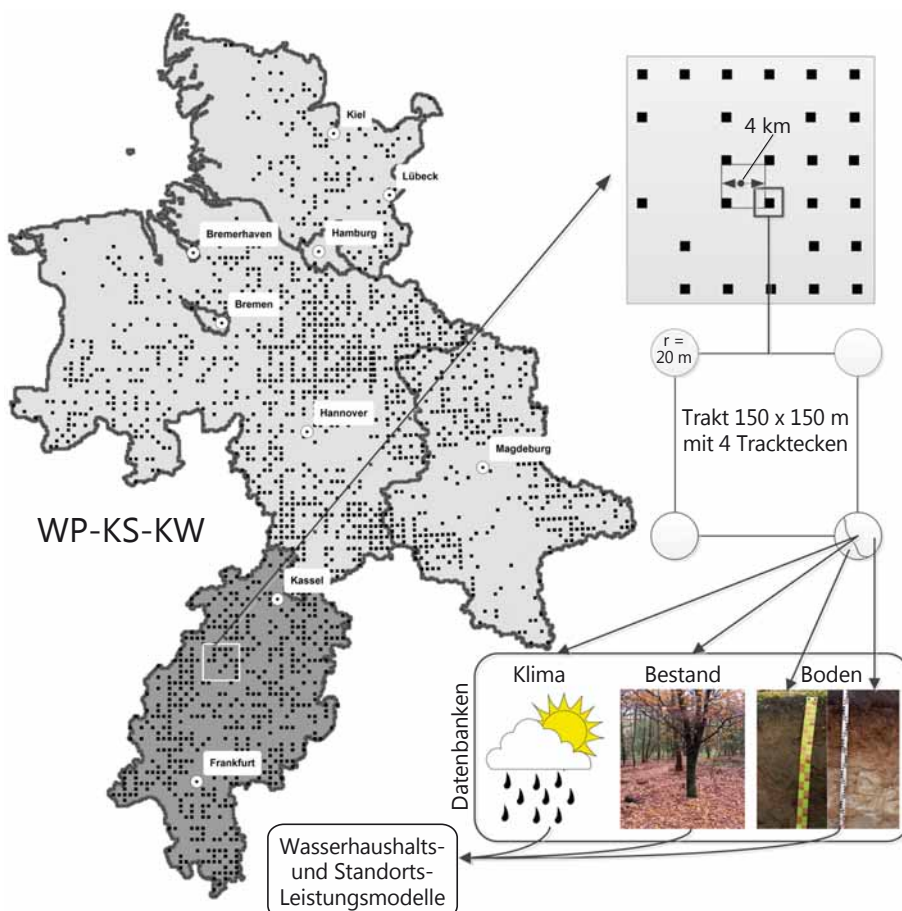 Kiel
4 km
Lübeck
Bremerhaven
Hamburg
Bremen
r =
20 m
Hannover
Trakt 150 x 150 m
mit 4 Tracktecken
Magdeburg
WP-KS-KW
Kassel
Datenbanken
Klima
Bestand
Boden
Frankfurt
Wasserhaushalts-
und Standorts-
Leistungsmodelle